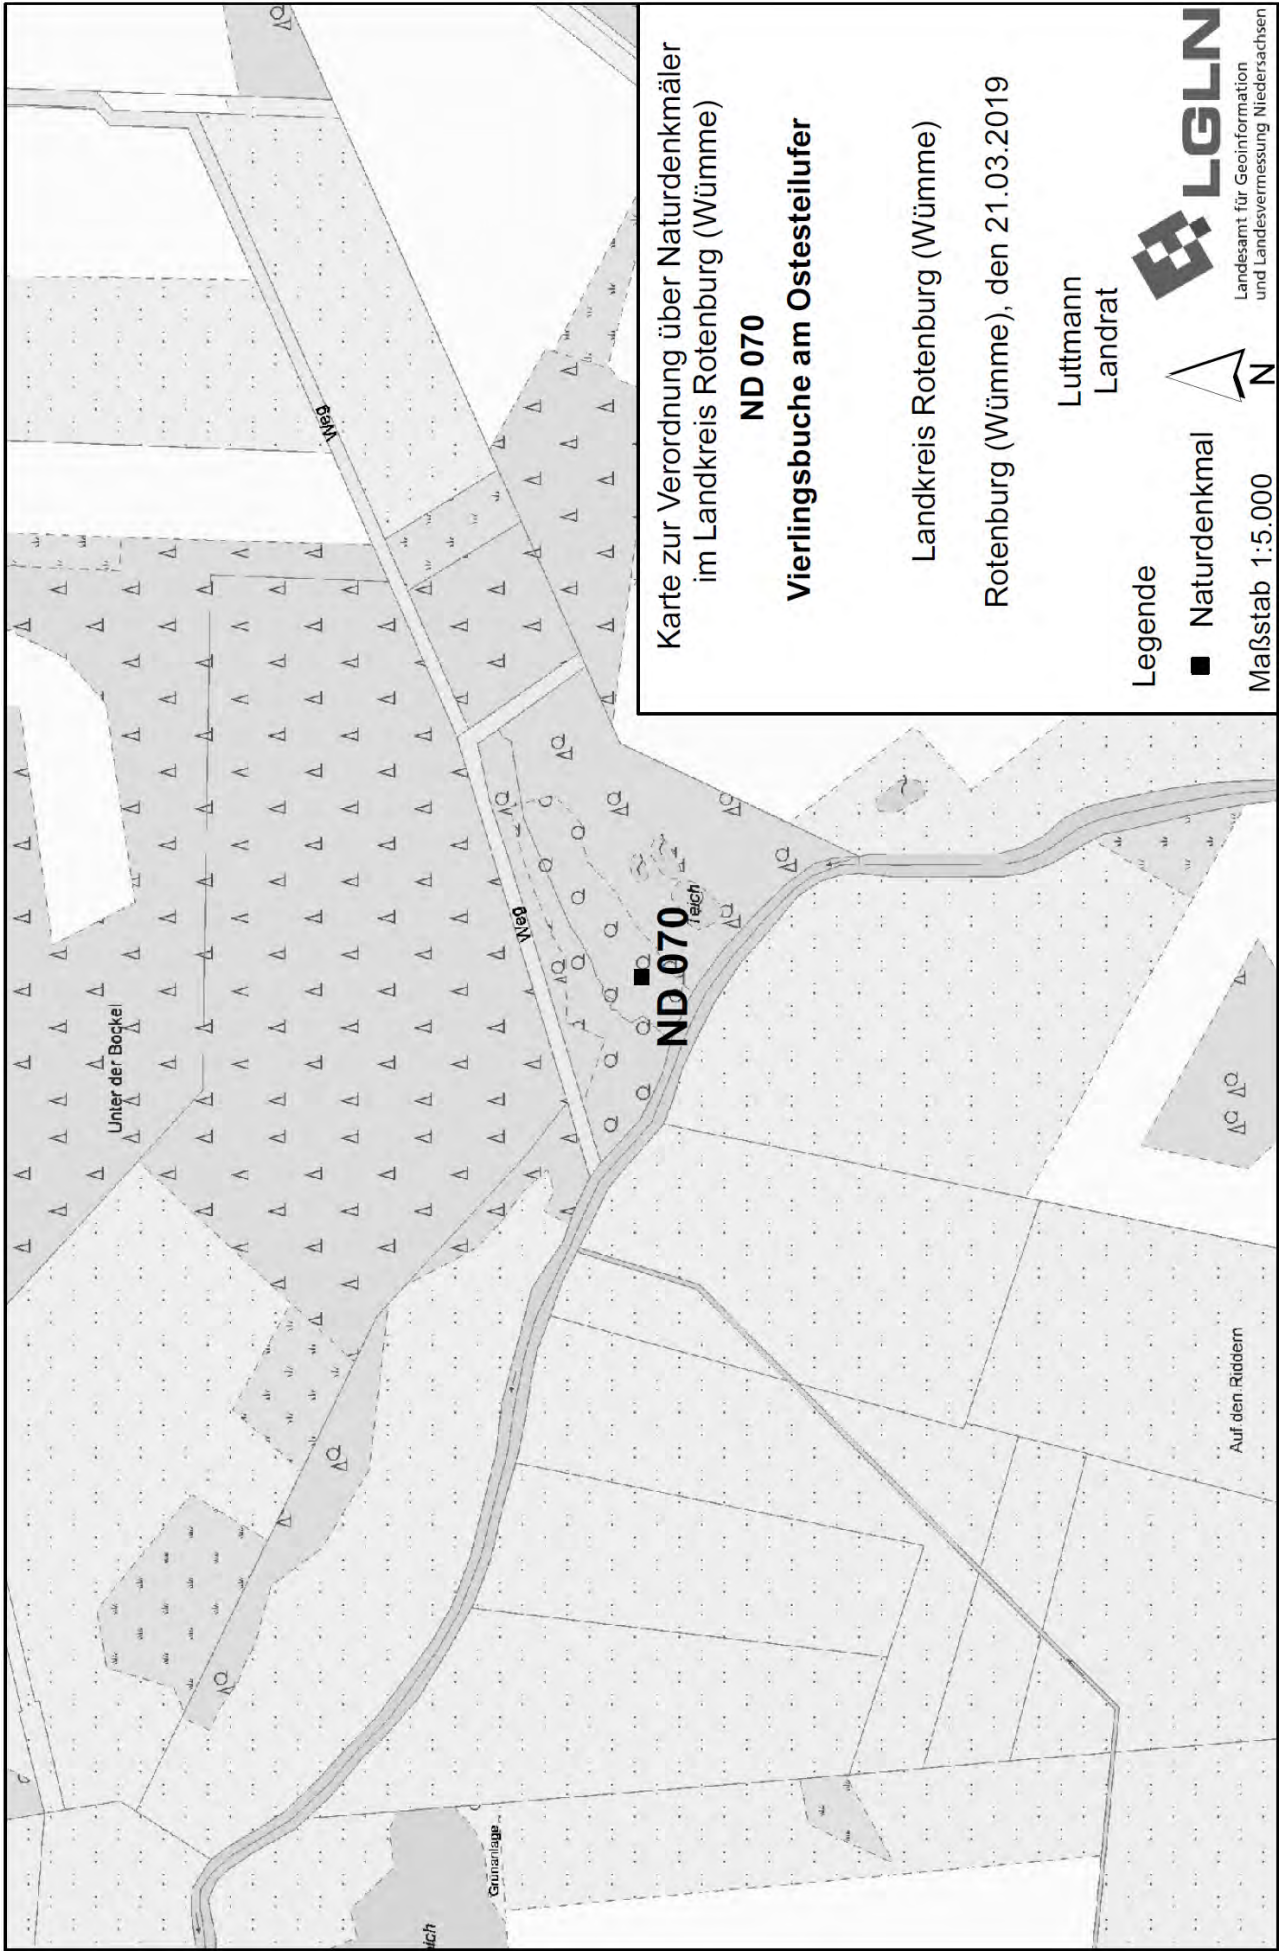 Karte zur Verordnung über Naturdenkmäler
im Landkreis Rotenburg (Wümme)
ND 070
Vierlingsbuche am Ostesteilufer
Landkreis Rotenburg (Wümme)
Rotenburg (Wümme), den 21.03.2019
Luttmann
Landrat
Legende
Naturdenkmal
Maßstab 1:5.000
N
LGLN
Landesamt für Geoinformation
und Landesvermessung Niedersachsen
Weg
Weg
Unter der Bockel
ND 070
Teich
Auf den Riddern
Grünanlage
eich